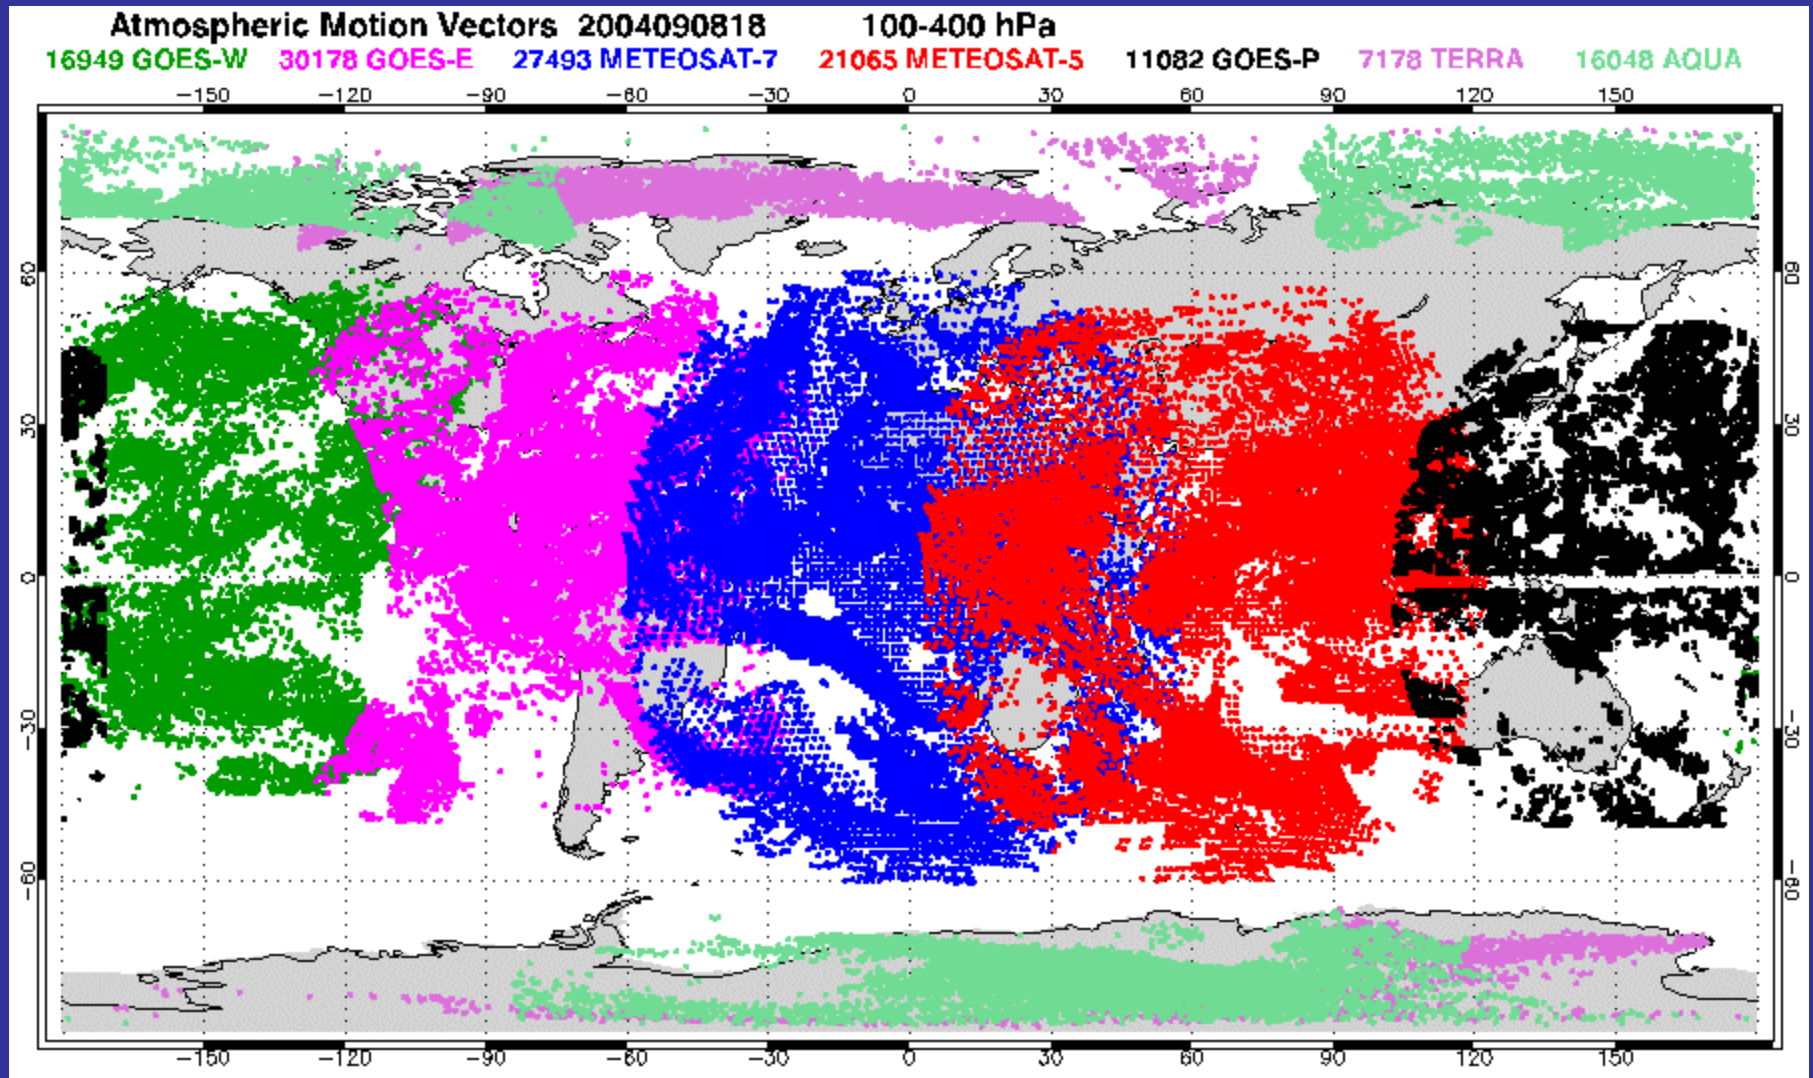 Atmospheric Motion Vectors 2004090818 100-400 hPa
16949 GOES-W 30178 GOES-E 27493 METEOSAT-7 21065 METEOSAT-5 11082 GOES-P 7178 TERRA 16048 AQUA
-150 -120 -90 -60 -30 0 30 60 90 120 150
60 60
30 30
0 0
-30 -30
-60 -60
-150 -120 -90 -60 -30 0 30 60 90 120 150